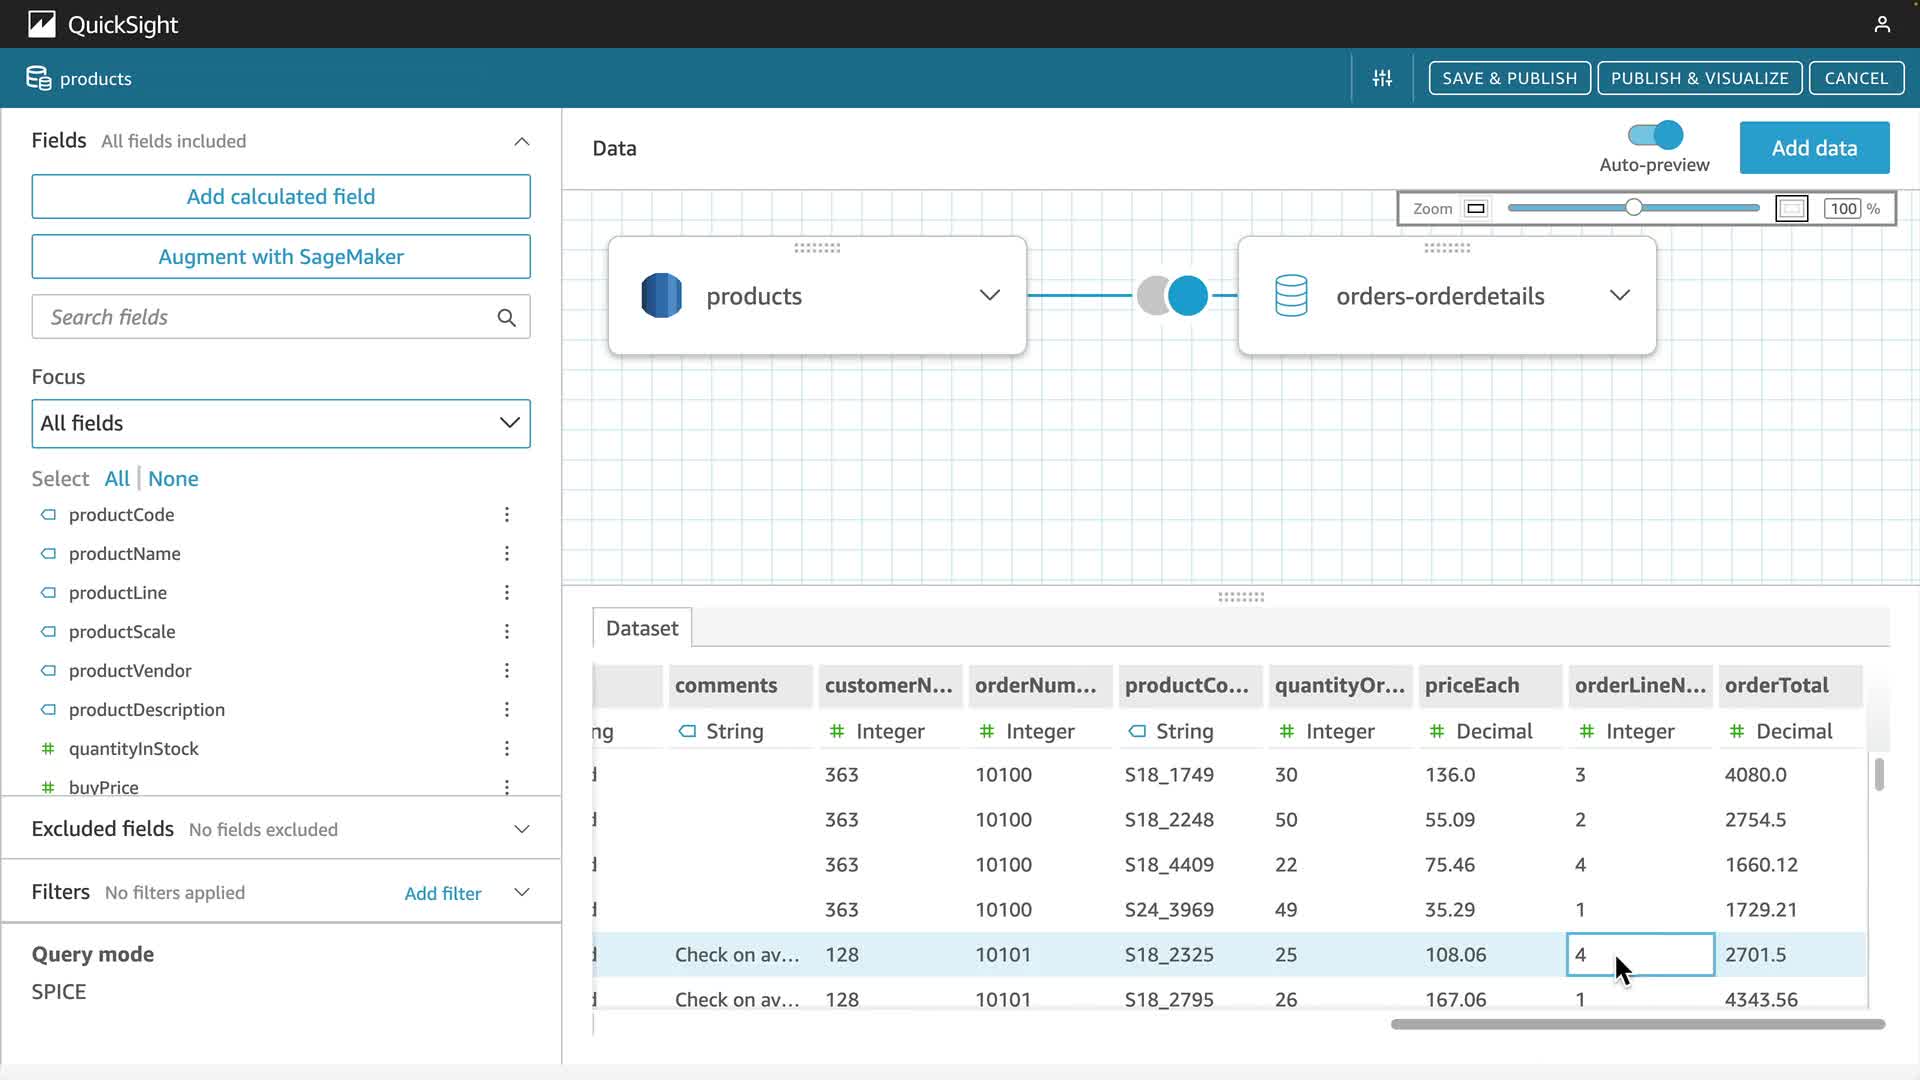 QuickSight
products
SAVE & PUBLISH
PUBLISH & VISUALIZE
CANCEL
Fields All fields included
Add calculated field
Augment with SageMaker
Search fields
Focus
All fields
Select All | None
productCode
productName
productLine
productScale
productVendor
productDescription
quantityInStock
buyPrice
Excluded fields No fields excluded
Filters No filters applied Add filter
Query mode
SPICE
Data
Auto-preview
Add data
Zoom 100 %
products
orders-orderdetails
Dataset
comments customerN... orderNum... productCo... quantityOr... priceEach orderLineN... orderTotal
ng String # Integer # Integer String # Integer # Decimal # Integer # Decimal
d 363 10100 S18_1749 30 136.0 3 4080.0
d 363 10100 S18_2248 50 55.09 2 2754.5
d 363 10100 S18_4409 22 75.46 4 1660.12
d 363 10100 S24_3969 49 35.29 1 1729.21
d Check on av... 128 10101 S18_2325 25 108.06 4 2701.5
d Check on av... 128 10101 S18_2795 26 167.06 1 4343.56